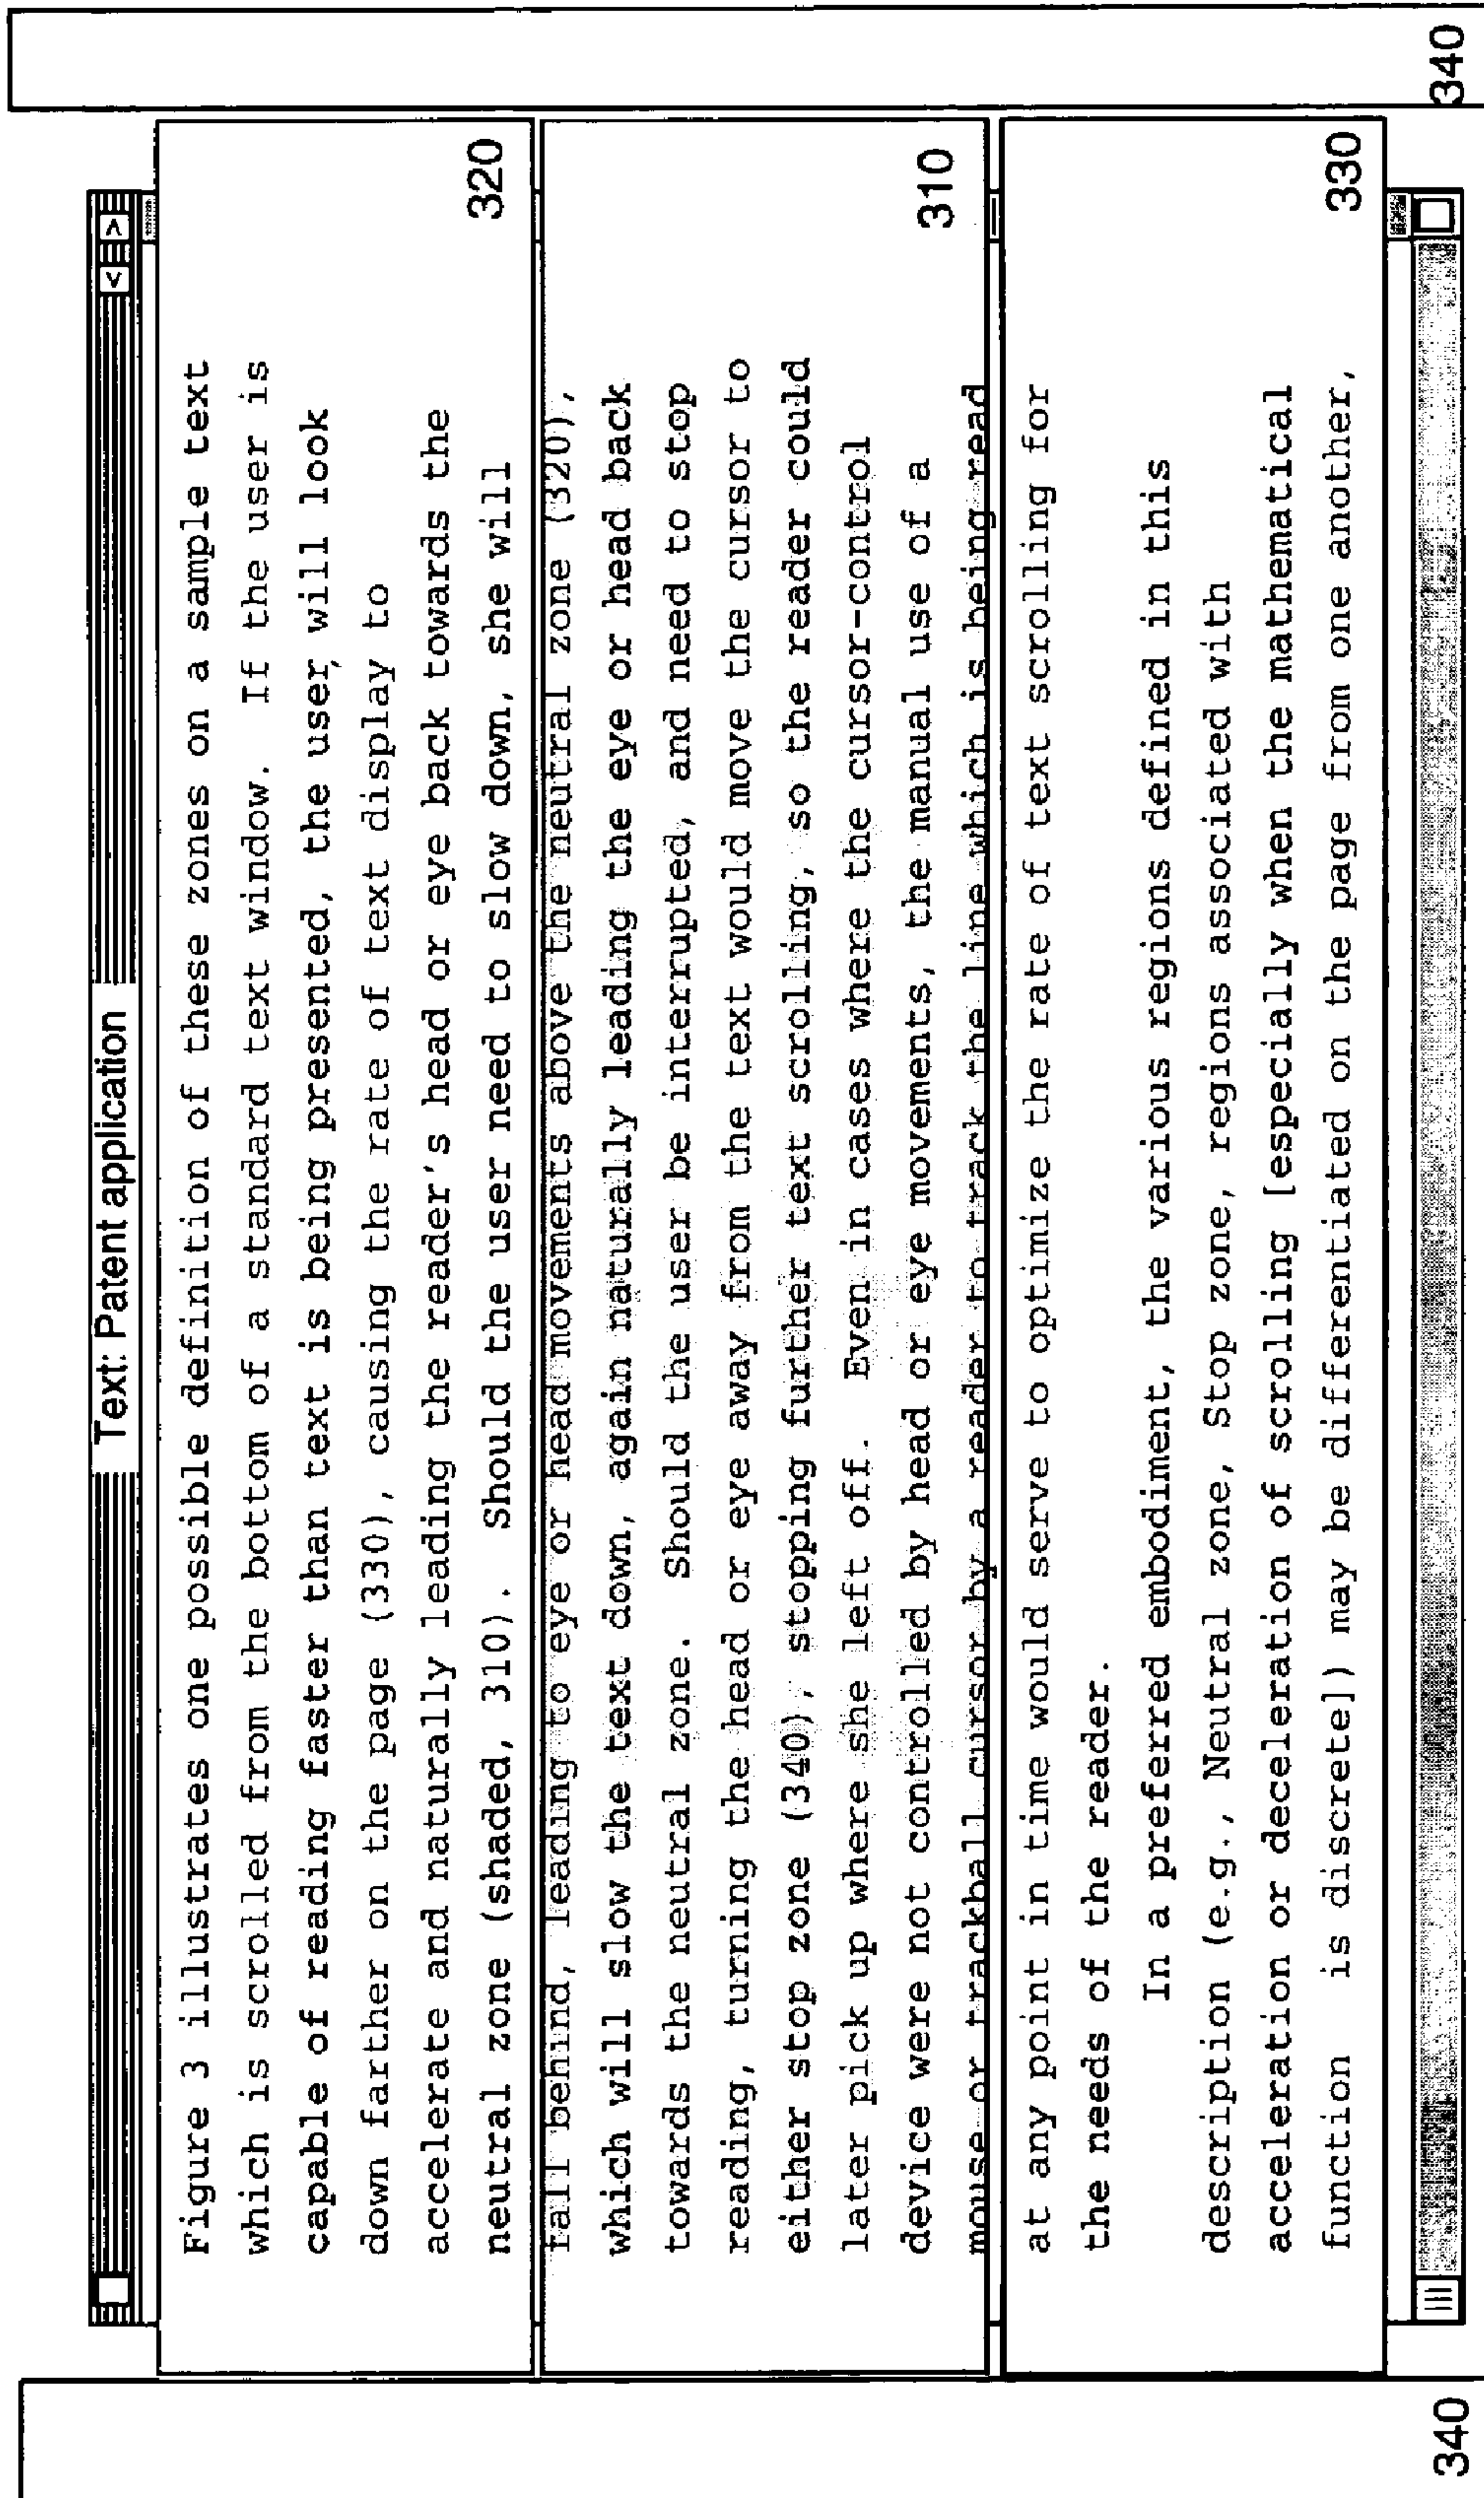 Text: Patent application
Figure 3 illustrates one possible definition of these zones on a sample text
which is scrolled from the bottom of a standard text window. If the user is
capable of reading faster than text is being presented, the user, will look
down farther on the page (330), causing the rate of text display to
accelerate and naturally leading the reader's head or eye back towards the
neutral zone (shaded, 310). Should the user need to slow down, she will
320
fall behind, leading to eye or head movements above the neutral zone (320),
which will slow the text down, again naturally leading the eye or head back
towards the neutral zone. Should the user be interrupted, and need to stop
reading, turning the head or eye away from the text would move the cursor to
either stop zone (340), stopping further text scrolling, so the reader could
later pick up where she left off. Even in cases where the cursor-control
device were not controlled by head or eye movements, the manual use of a
310
mouse or trackball cursor by a reader to track the line which is being read
at any point in time would serve to optimize the rate of text scrolling for
the needs of the reader.
In a preferred embodiment, the various regions defined in this
description (e.g., Neutral zone, Stop zone, regions associated with
acceleration or deceleration of scrolling [especially when the mathematical
function is discrete]) may be differentiated on the page from one another,
330
340
340